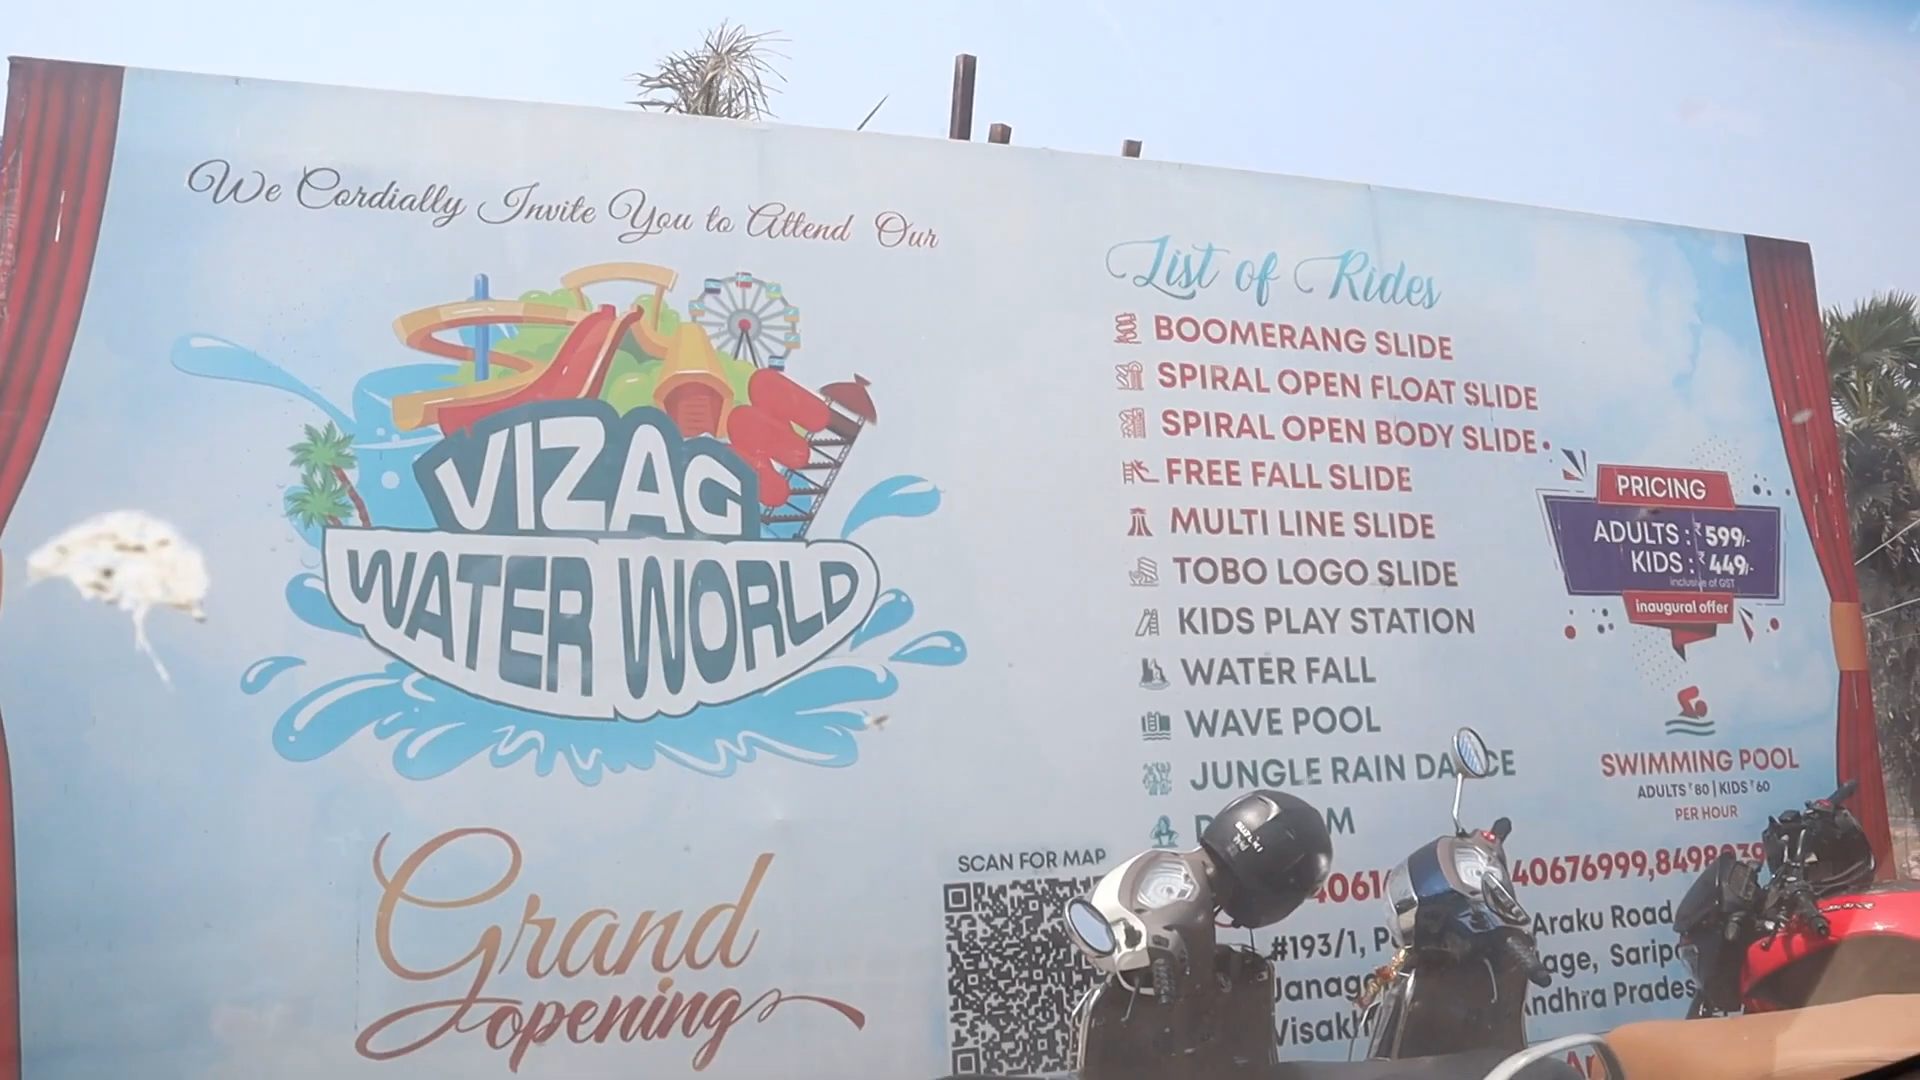 We Cordially Invite You to Attend Our
VIZAG
WATER WORLD
Grand
opening
List of Rides
BOOMERANG SLIDE
SPIRAL OPEN FLOAT SLIDE
SPIRAL OPEN BODY SLIDE
FREE FALL SLIDE
MULTI LINE SLIDE
TOBO LOGO SLIDE
KIDS PLAY STATION
WATER FALL
WAVE POOL
JUNGLE RAIN DANCE
PRICING
ADULTS : ₹599/-
KIDS : ₹449/-
inclusive of GST
inaugural offer
SWIMMING POOL
ADULTS ₹80 | KIDS ₹60
PER HOUR
SCAN FOR MAP
40676999,
#193/1,
Araku Road